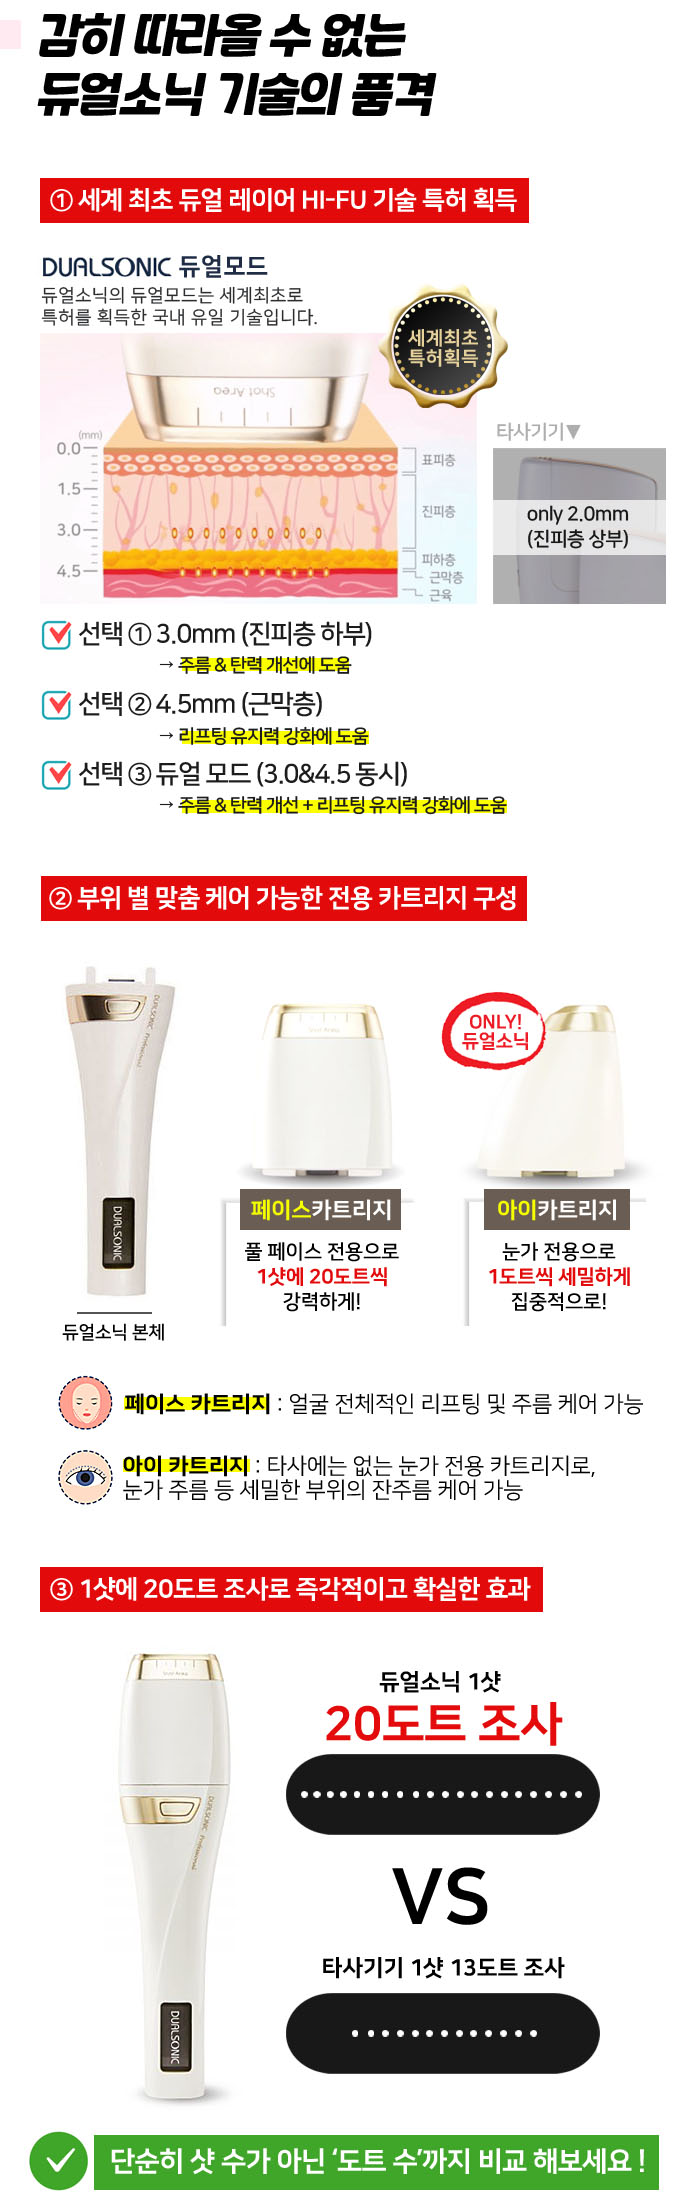 감히 따라올 수 없는
듀얼소닉 기술의 품격
① 세계 최초 듀얼 레이어 HI-FU 기술 특허 획득
DUALSONIC 듀얼모드
듀얼소닉의 듀얼모드는 세계최초로
특허를 획득한 국내 유일 기술입니다.
세계최초
특허획득
Shot Area
(mm)
0.0
1.5
3.0
4.5
표피층
진피층
피하층
근막층
근육
타사기기▼
only 2.0mm
(진피층 상부)
선택 ① 3.0mm (진피층 하부)
→ 주름 & 탄력 개선에 도움
선택 ② 4.5mm (근막층)
→ 리프팅 유지력 강화에 도움
선택 ③ 듀얼 모드 (3.0&4.5 동시)
→ 주름 & 탄력 개선 + 리프팅 유지력 강화에 도움
② 부위 별 맞춤 케어 가능한 전용 카트리지 구성
DUALSONIC Professional
DUALSONIC
듀얼소닉 본체
Shot Area
페이스카트리지
풀 페이스 전용으로
1샷에 20도트씩
강력하게!
ONLY!
듀얼소닉
아이카트리지
눈가 전용으로
1도트씩 세밀하게
집중적으로!
페이스 카트리지 : 얼굴 전체적인 리프팅 및 주름 케어 가능
아이 카트리지 : 타사에는 없는 눈가 전용 카트리지로,
눈가 주름 등 세밀한 부위의 잔주름 케어 가능
③ 1샷에 20도트 조사로 즉각적이고 확실한 효과
Shot Area
DUALSONIC Professional
DUALSONIC
듀얼소닉 1샷
20도트 조사
VS
타사기기 1샷 13도트 조사
단순히 샷 수가 아닌 ‘도트 수’까지 비교 해보세요 !